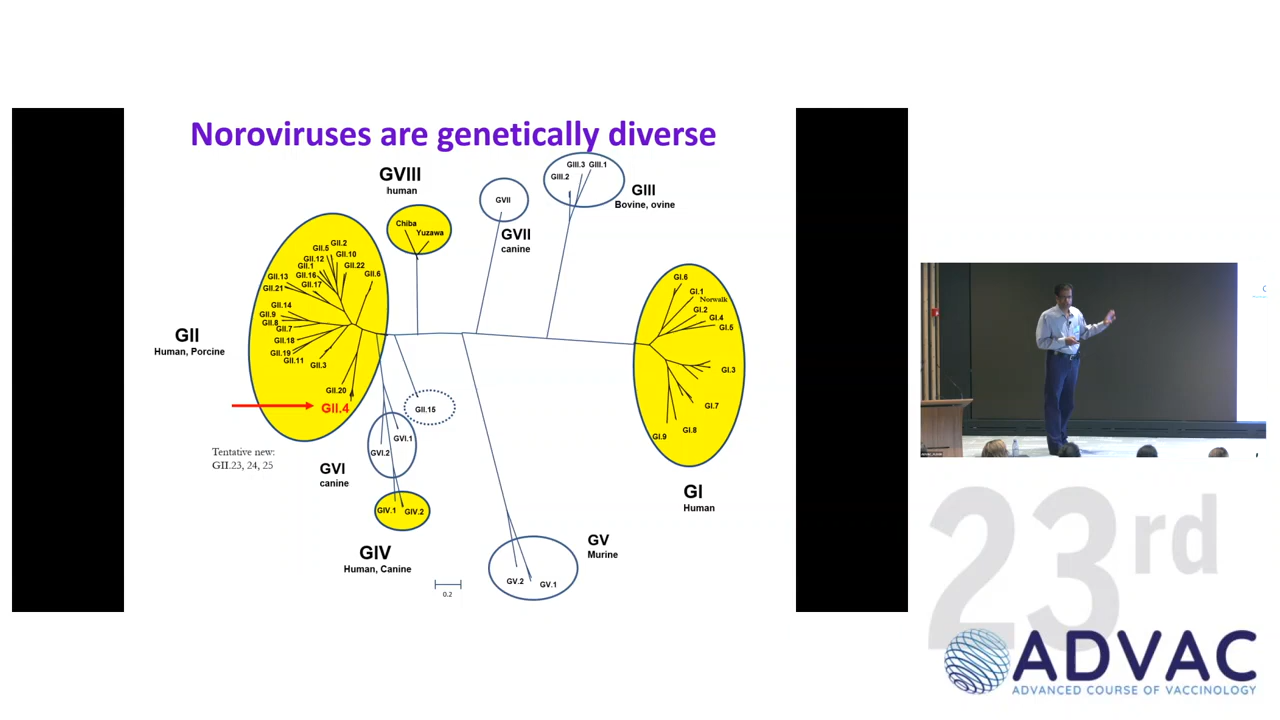 Noroviruses are genetically diverse
GVIII
human
Chiba
Yuzawa
GVII
GVII
canine
GIII.3 GIII.1
GIII.2
GIII
Bovine, ovine
GII.2
GII.5
GII.10
GII.12
GII.22
GII.1
GII.16
GII.6
GII.13
GII.17
GII.21
GII.14
GII.9
GII.8
GII.7
GII.18
GII.19
GII.11
GII.3
GII.20
GII.4
GII
Human, Porcine
Tentative new:
GII.23, 24, 25
GII.15
GVI.1
GVI.2
GVI
canine
GIV.1 GIV.2
GIV
Human, Canine
0.2
GV.2 GV.1
GV
Murine
GI.6
GI.1
Norwalk
GI.2
GI.4
GI.5
GI.3
GI.7
GI.8
GI.9
GI
Human
23rd
ADVAC
ADVANCED COURSE OF VACCINOLOGY